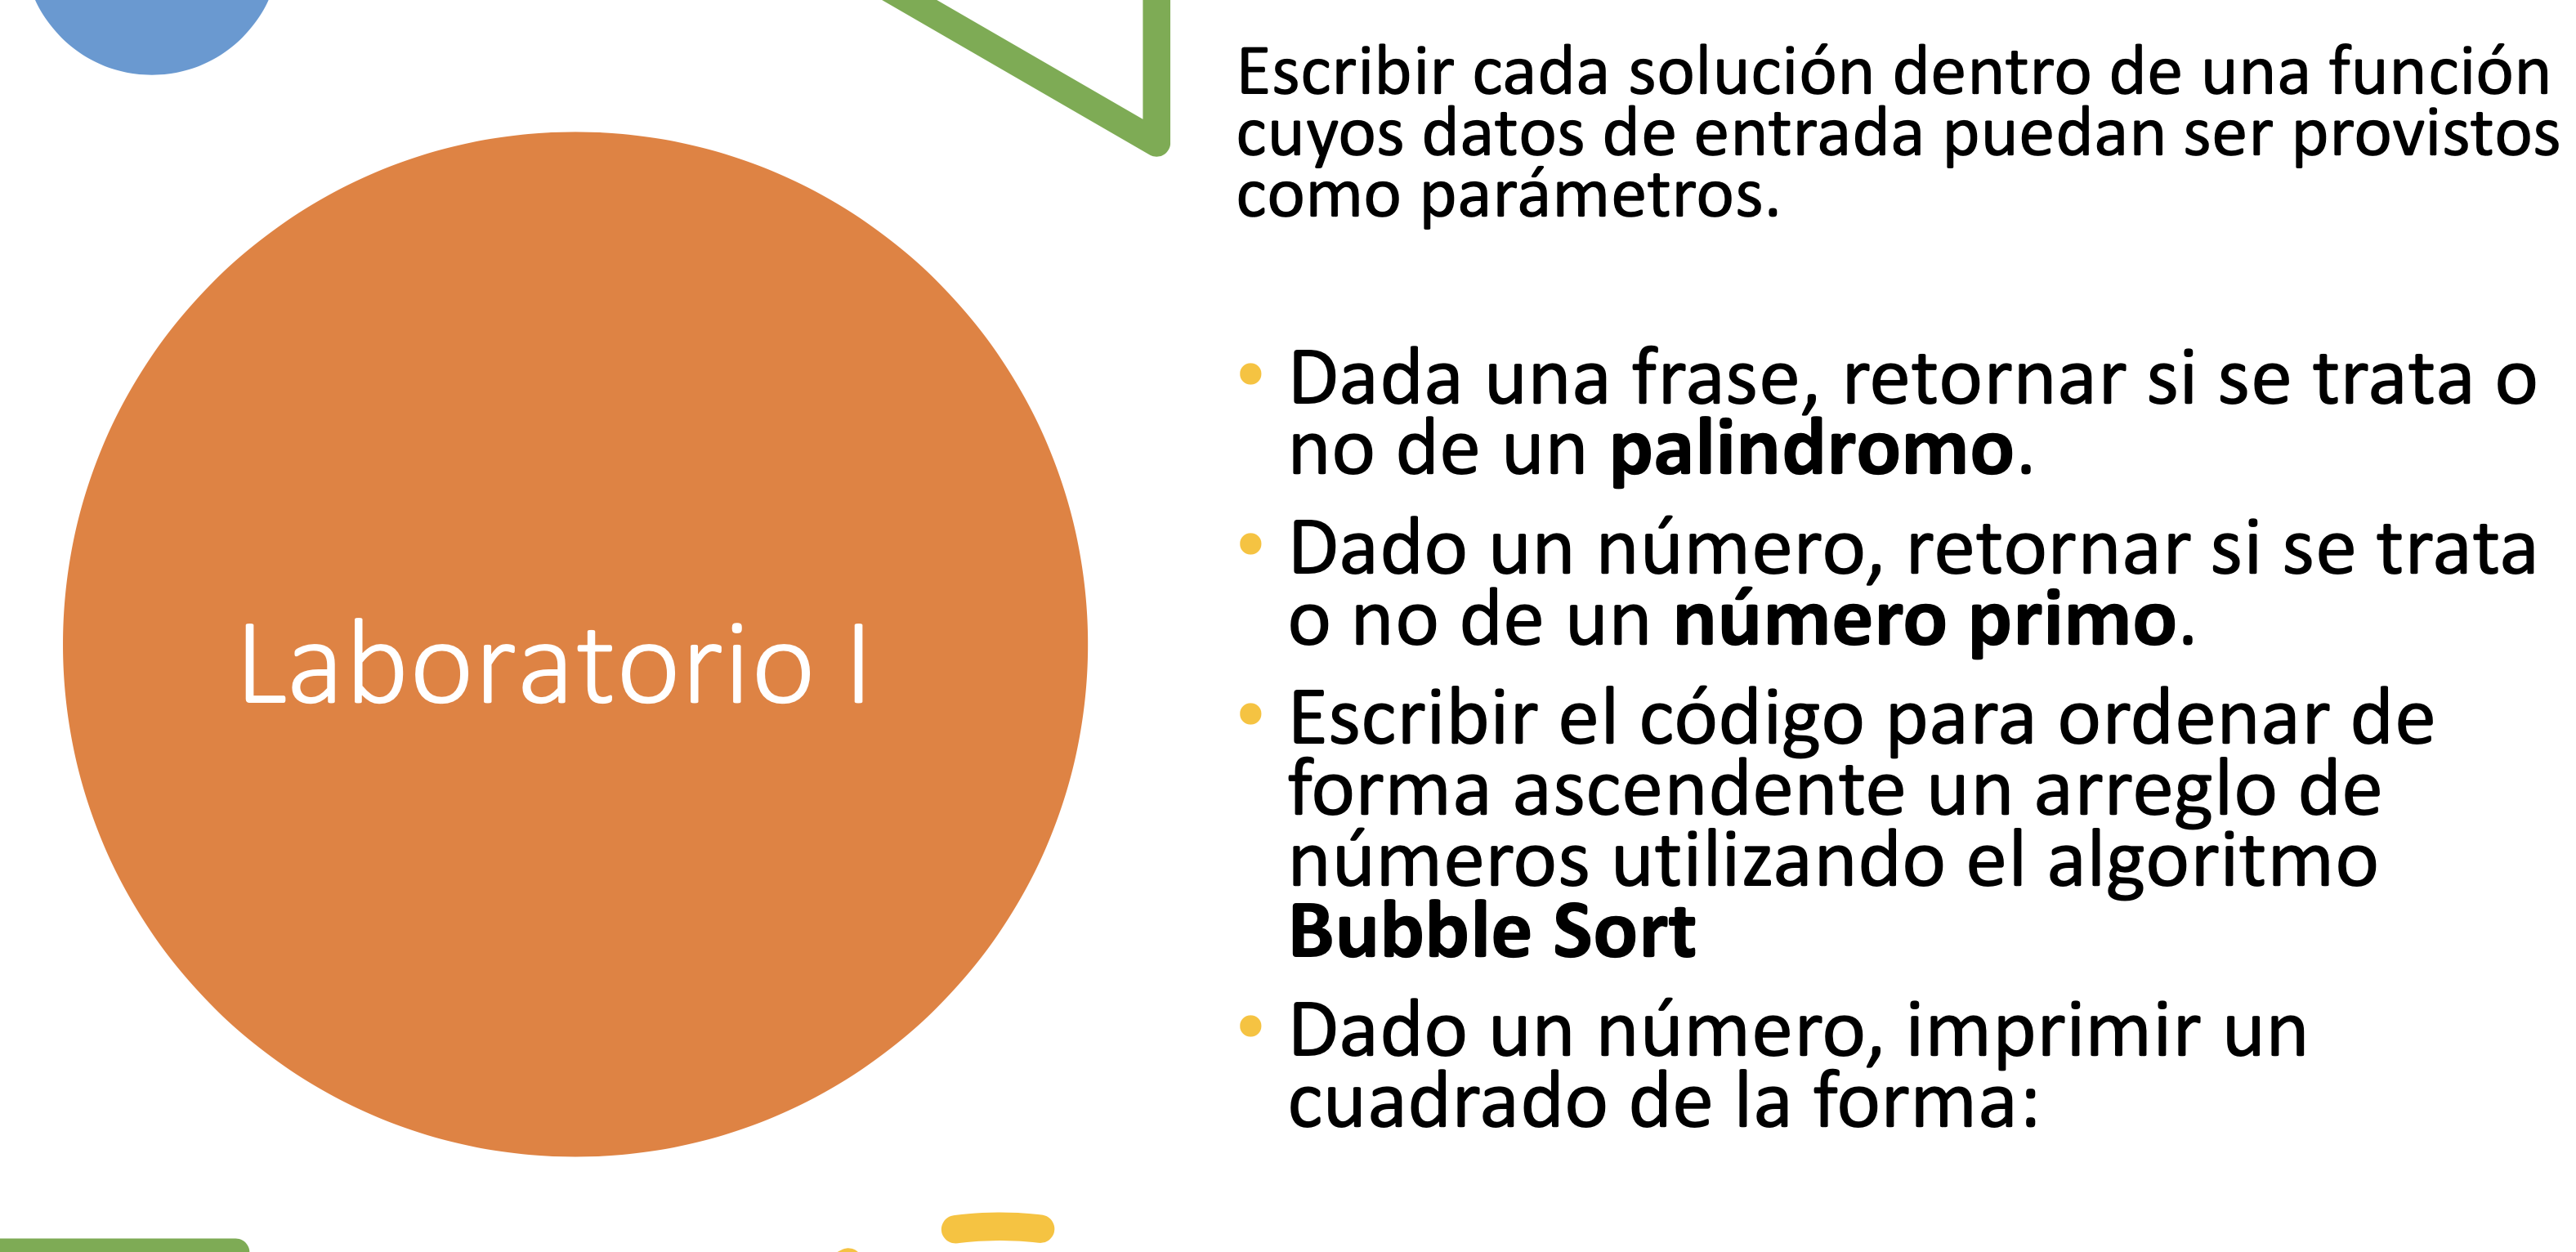 Escribir cada solución dentro de una función
cuyos datos de entrada puedan ser provistos
como parámetros.
Laboratorio I
• Dada una frase, retornar si se trata o
no de un palindromo.
• Dado un número, retornar si se trata
o no de un número primo.
• Escribir el código para ordenar de
forma ascendente un arreglo de
números utilizando el algoritmo
Bubble Sort
• Dado un número, imprimir un
cuadrado de la forma: